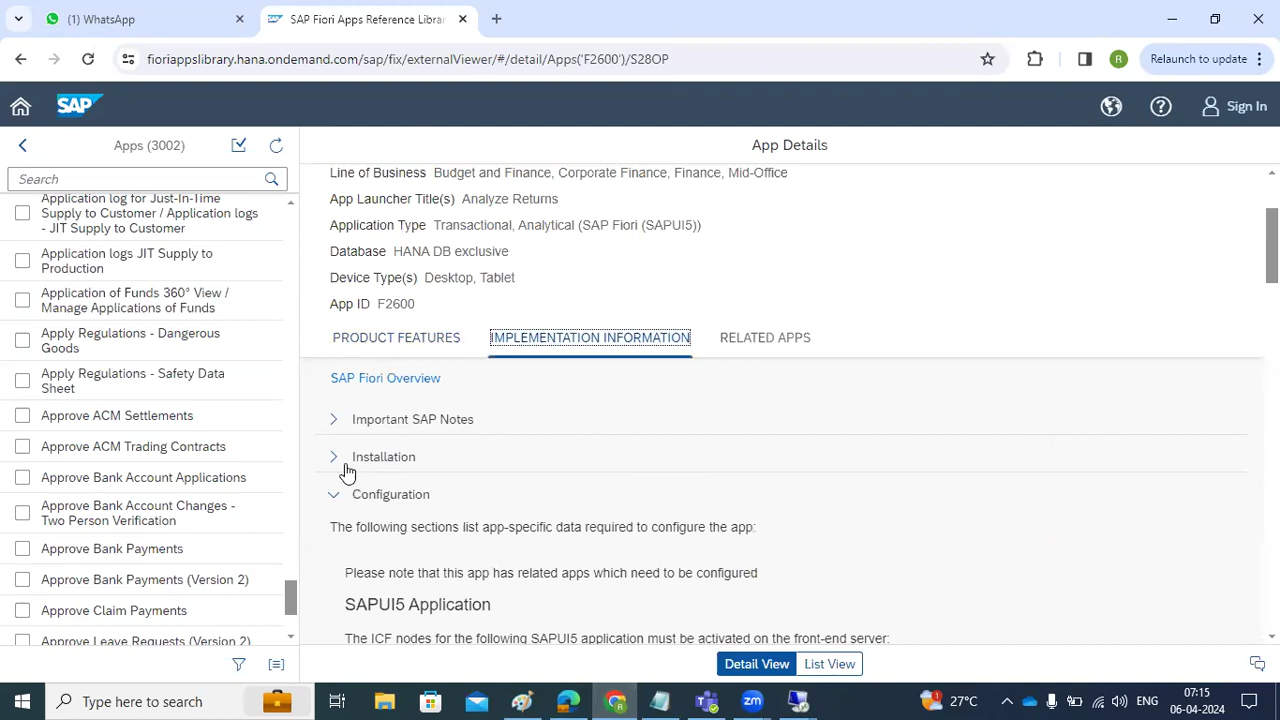 (1) WhatsApp
SAP Fiori Apps Reference Librar
fioriappslibrary.hana.ondemand.com/sap/fix/externalViewer/#/detail/Apps('F2600')/S28OP
R
Relaunch to update
SAP
Sign In
Apps (3002)
App Details
Search
Application log for Just-In-Time
Supply to Customer / Application logs
- JIT Supply to Customer
Application logs JIT Supply to
Production
Application of Funds 360° View /
Manage Applications of Funds
Apply Regulations - Dangerous
Goods
Apply Regulations - Safety Data
Sheet
Approve ACM Settlements
Approve ACM Trading Contracts
Approve Bank Account Applications
Approve Bank Account Changes -
Two Person Verification
Approve Bank Payments
Approve Bank Payments (Version 2)
Approve Claim Payments
Approve Leave Requests (Version 2)
Line of Business Budget and Finance, Corporate Finance, Finance, Mid-Office
App Launcher Title(s) Analyze Returns
Application Type Transactional, Analytical (SAP Fiori (SAPUI5))
Database HANA DB exclusive
Device Type(s) Desktop, Tablet
App ID F2600
PRODUCT FEATURES IMPLEMENTATION INFORMATION RELATED APPS
SAP Fiori Overview
Important SAP Notes
Installation
Configuration
The following sections list app-specific data required to configure the app:
Please note that this app has related apps which need to be configured
SAPUI5 Application
The ICF nodes for the following SAPUI5 application must be activated on the front-end server:
Detail View List View
Type here to search
27°C
ENG
07:15
06-04-2024